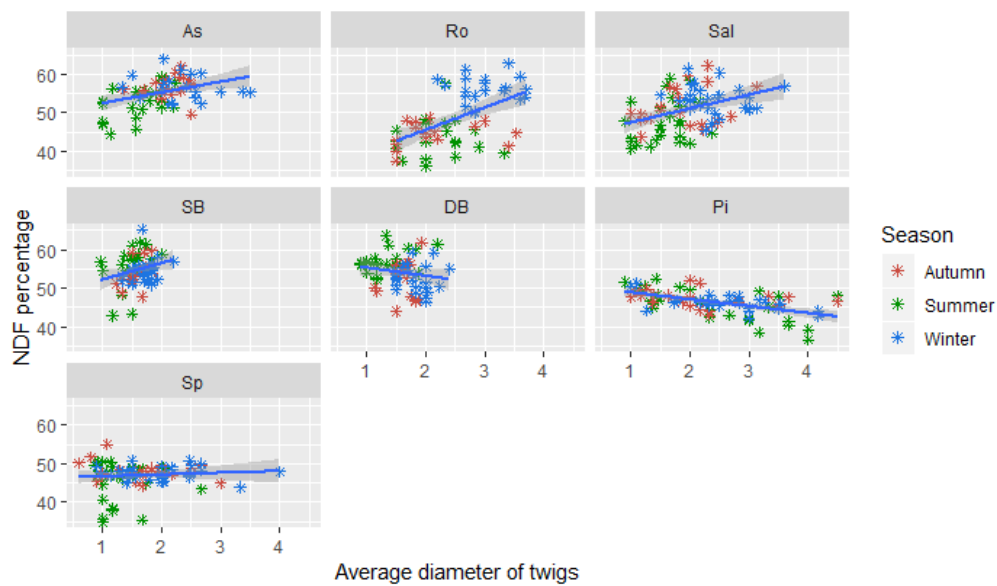 As Ro Sal
60
50
40
SB DB Pi
60
50
40
1 2 3 4 1 2 3 4
Sp
60
50
40
1 2 3 4
Average diameter of twigs
NDF percentage
Season
Autumn
Summer
Winter